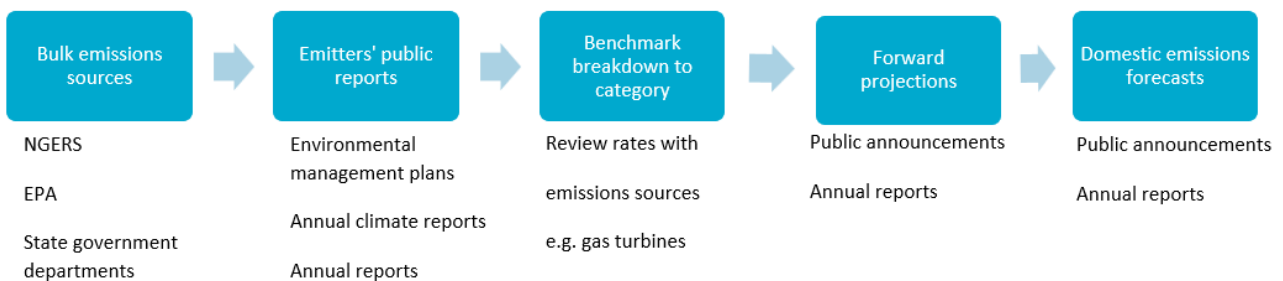 Bulk emissions
sources
Emitters' public
reports
Benchmark
breakdown to
category
Forward
projections
Domestic emissions
forecasts
NGERS
EPA
State government
departments
Environmental
management plans
Annual climate reports
Annual reports
Review rates with
emissions sources
e.g. gas turbines
Public announcements
Annual reports
Public announcements
Annual reports